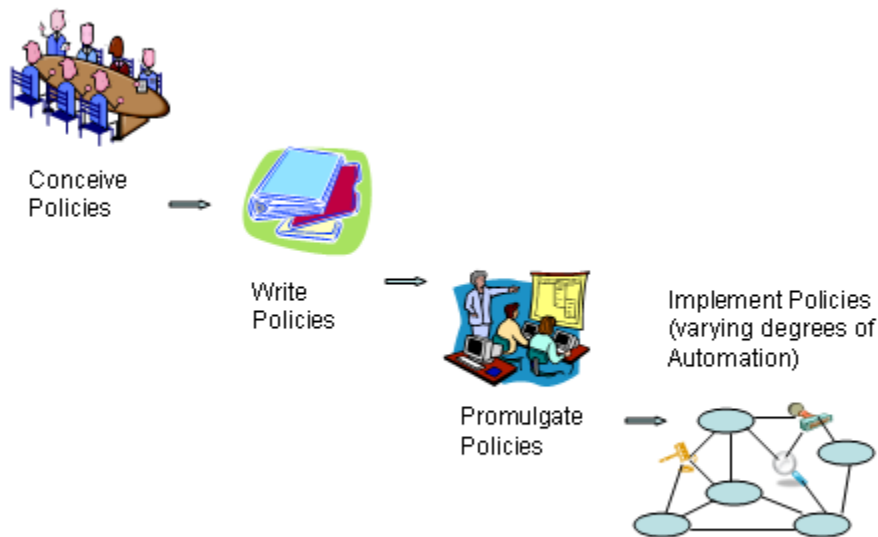 Conceive
Policies
Write
Policies
Implement Policies
(varying degrees of
Automation)
Promulgate
Policies